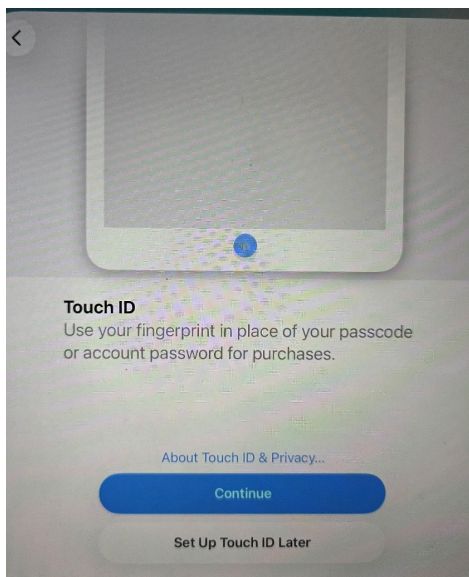 Touch ID
Use your fingerprint in place of your passcode
or account password for purchases.
About Touch ID & Privacy...
Continue
Set Up Touch ID Later